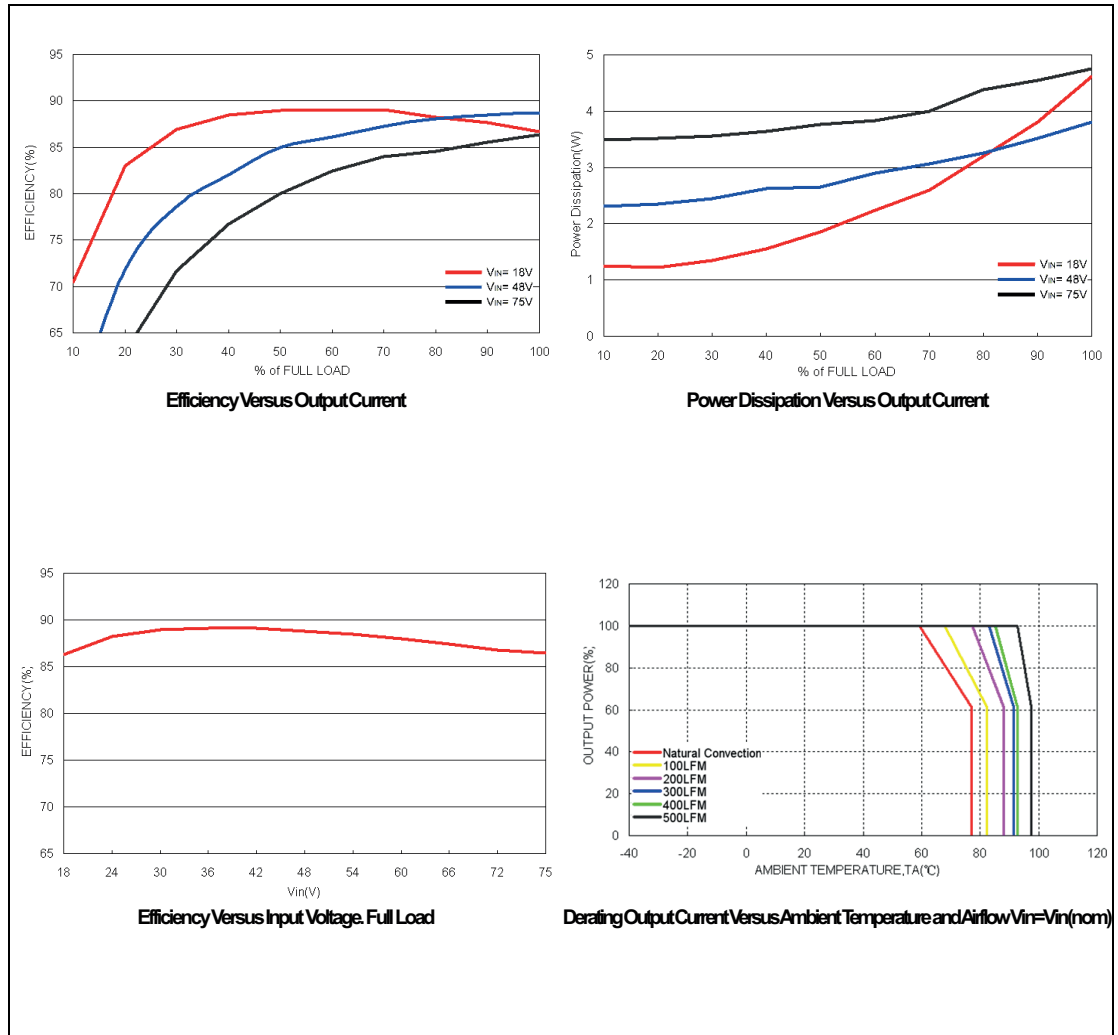 95
90
85
80
75
70
65
EFFICIENCY(%)
VIN= 18V
VIN= 48V
VIN= 75V
10 20 30 40 50 60 70 80 90 100
% of FULL LOAD
Efficiency Versus Output Current
5
4
3
2
1
0
Power Dissipation(W)
VIN= 18V
VIN= 48V
VIN= 75V
10 20 30 40 50 60 70 80 90 100
% of FULL LOAD
Power Dissipation Versus Output Current
95
90
85
80
75
70
65
EFFICIENCY(%;
18 24 30 36 42 48 54 60 66 72 75
Vin(V)
Efficiency Versus Input Voltage. Full Load
120
100
80
60
40
20
0
OUTPUT POWER(%;
Natural Convection
100LFM
200LFM
300LFM
400LFM
500LFM
-40 -20 0 20 40 60 80 100 120
AMBIENT TEMPERATURE,TA(℃)
Derating Output Current Versus Ambient Temperature and Airflow Vin=Vin(nom)